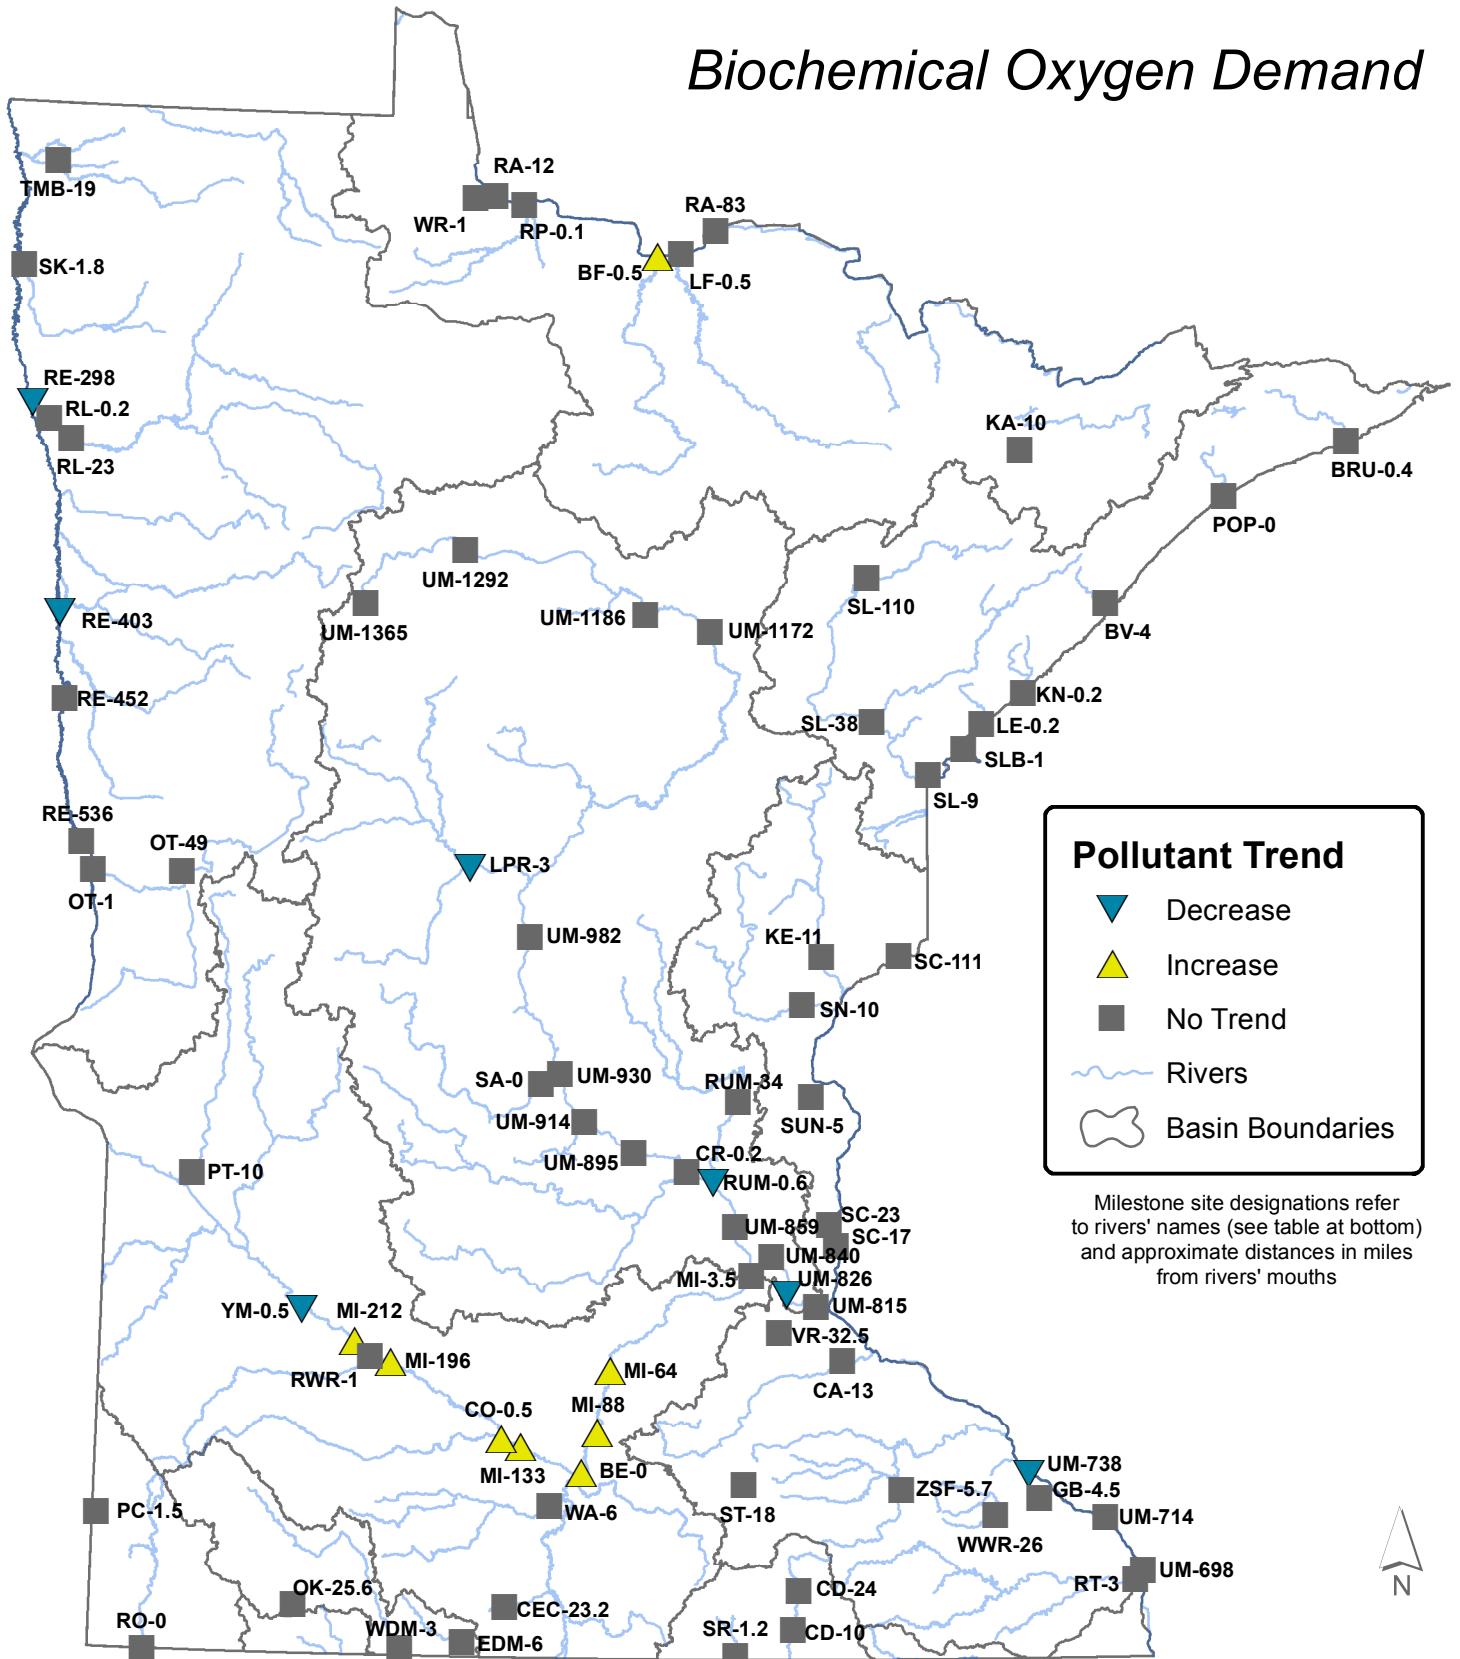 Biochemical Oxygen Demand
RA-12
TMB-19
WR-1
RP-0.1
RA-83
SK-1.8
BF-0.5
LF-0.5
RE-298
RL-0.2
RL-23
KA-10
BRU-0.4
POP-0
UM-1292
UM-1365
UM-1186
UM-1172
SL-110
BV-4
RE-403
RE-452
KN-0.2
SL-38
LE-0.2
SLB-1
SL-9
RE-536
OT-49
OT-1
LPR-3
UM-982
KE-11
SC-111
SN-10
Pollutant Trend
Decrease
Increase
No Trend
Rivers
Basin Boundaries
Milestone site designations refer
to rivers' names (see table at bottom)
and approximate distances in miles
from rivers' mouths
SA-0
UM-930
RUM-34
SUN-5
UM-914
UM-895
CR-0.2
RUM-0.6
PT-10
SC-23
SC-17
UM-859
UM-840
MI-3.5
UM-826
UM-815
YM-0.5
MI-212
VR-32.5
RWR-1
MI-196
MI-64
CA-13
CO-0.5
MI-88
MI-133
BE-0
UM-738
GB-4.5
ZSF-5.7
PC-1.5
WA-6
ST-18
WWR-26
UM-714
UM-698
RT-3
OK-25.6
CD-24
CEC-23.2
RO-0
WDM-3
EDM-6
SR-1.2
CD-10
N